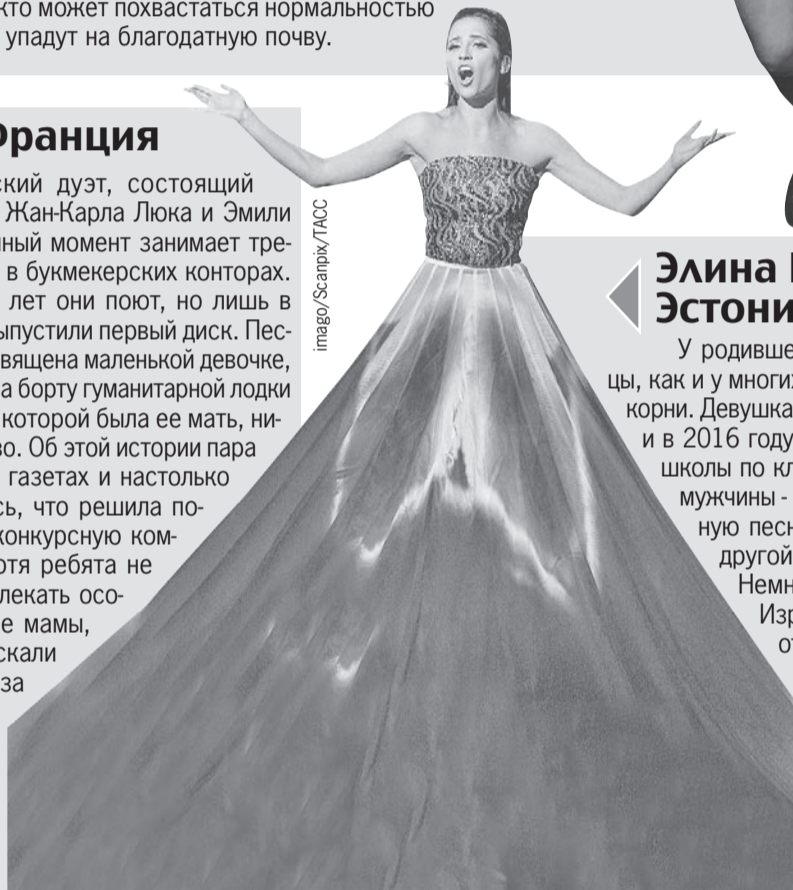 кто может похвастаться нормальностью
упадут на благодатную почву.
Франция
ский дуэт, состоящий
Жан-Карла Люка и Эмили
ный момент занимает тре-
в букмекерских конторах.
лет они поют, но лишь в
ыпустили первый диск. Пес-
вящена маленькой девочке,
а борту гуманитарной лодки
которой была ее мать, ни-
во. Об этой истории пара
газетах и настолько
сь, что решила по-
конкурсную ком-
отя ребята не
лекать осо-
е мамы,
скали
за
imago/Scanpix/ТАСС
Элина
Эстони
У родивше
цы, как и у многих
корни. Девушка
и в 2016 году
школы по кл
мужчины -
ную песн
другой
Немн
Изр
от